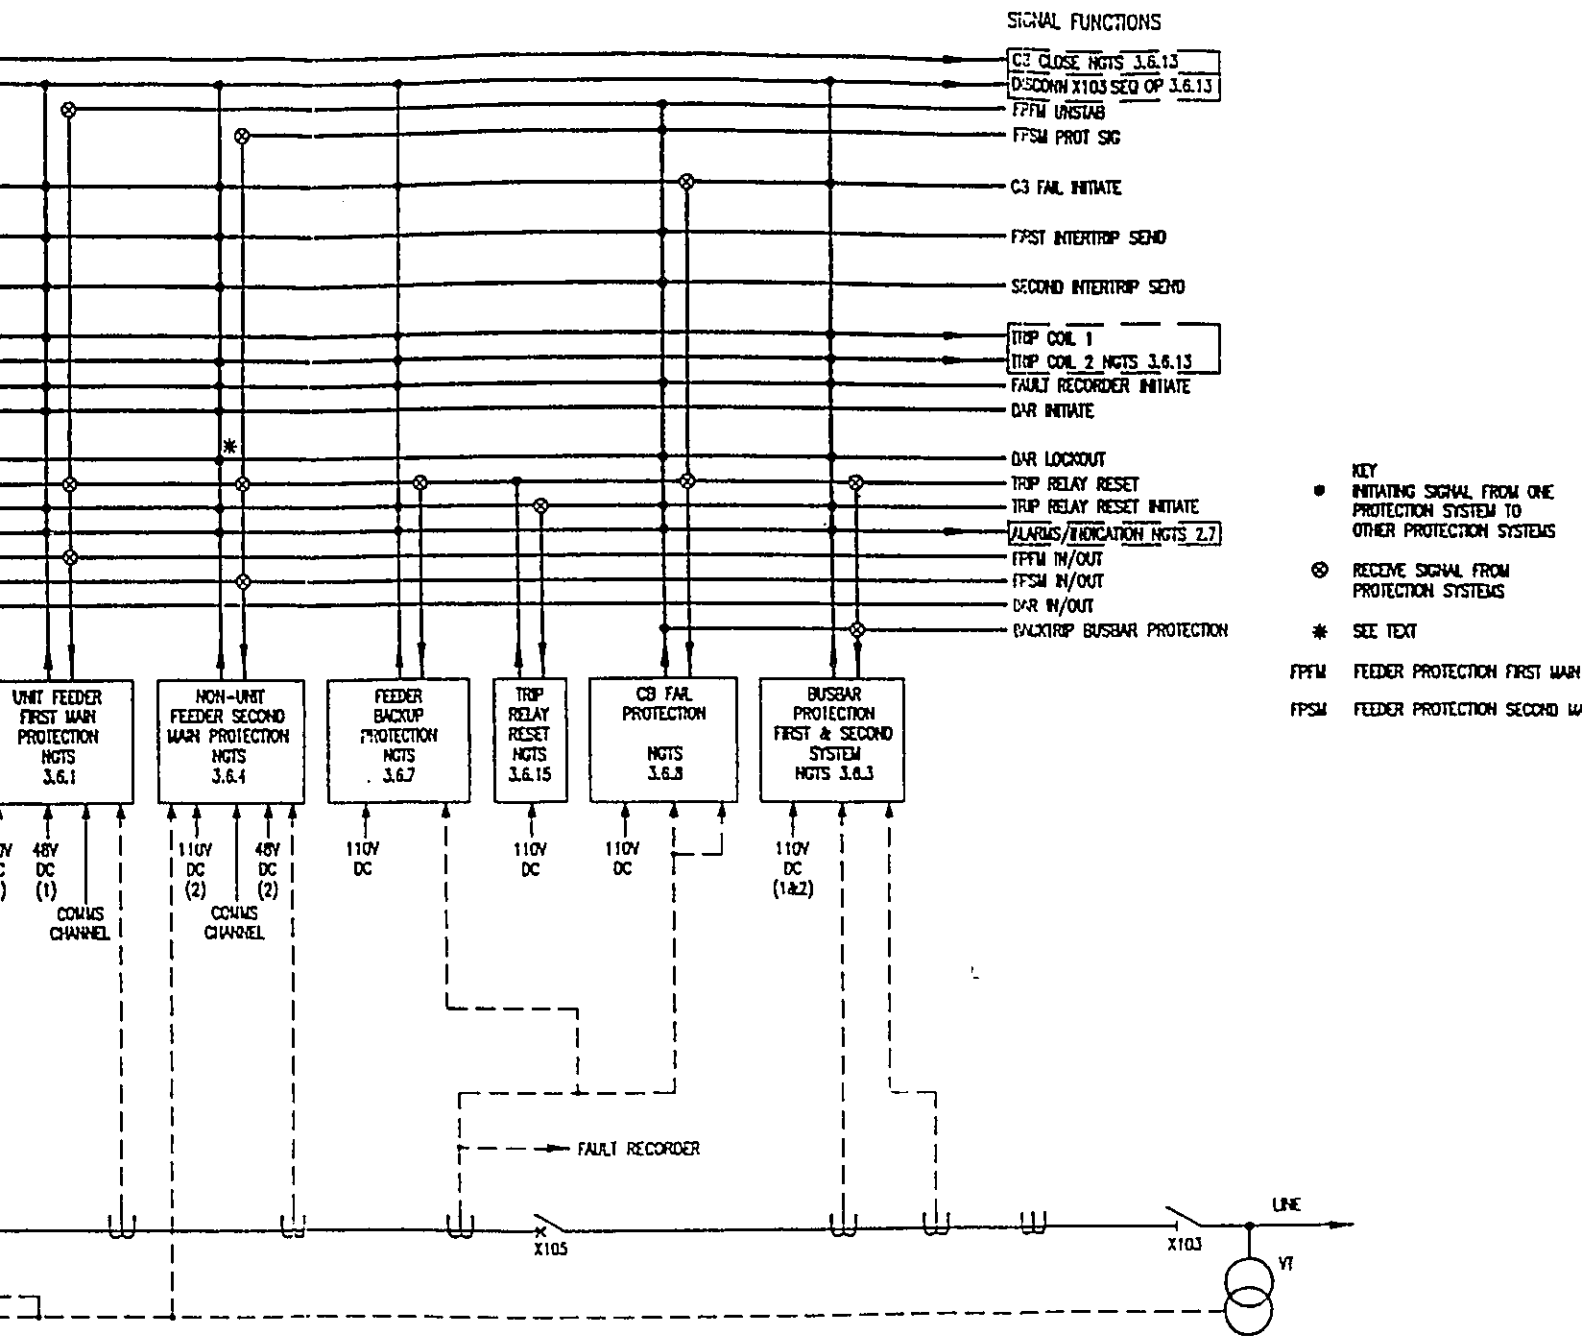 SIGNAL FUNCTIONS
CB CLOSE NGTS 3.6.13
DISCONN X103 SEQ OP 3.6.13
FPFM UNSTAB
FPSM PROT SIG
CB FAIL INITIATE
FIRST INTERTRIP SEND
SECOND INTERTRIP SEND
TRIP COIL 1
TRIP COIL 2 NGTS 3.6.13
FAULT RECORDER INITIATE
DAR INITIATE
*
DAR LOCKOUT
TRIP RELAY RESET
TRIP RELAY RESET INITIATE
ALARMS/INDICATION NGTS 2.7
FPFM IN/OUT
FPSM IN/OUT
DAR IN/OUT
BACKTRIP BUSBAR PROTECTION
KEY
INITIATING SIGNAL FROM ONE
PROTECTION SYSTEM TO
OTHER PROTECTION SYSTEMS
RECEIVE SIGNAL FROM
PROTECTION SYSTEMS
* SEE TEXT
FPFM FEEDER PROTECTION FIRST MAIN
FPSM FEEDER PROTECTION SECOND
UNIT FEEDER
FIRST MAIN
PROTECTION
NGTS
3.6.1
NON-UNIT
FEEDER SECOND
MAIN PROTECTION
NGTS
3.6.4
FEEDER
BACKUP
PROTECTION
NGTS
3.6.7
TRIP
RELAY
RESET
NGTS
3.6.15
CB FAIL
PROTECTION
NGTS
3.6.8
BUSBAR
PROTECTION
FIRST & SECOND
SYSTEM
NGTS 3.6.3
48V
DC
(1)
COMMS
CHANNEL
110V
DC
(2)
COMMS
CHANNEL
48V
DC
(2)
110V
DC
110V
DC
110V
DC
110V
DC
(1&2)
FAULT RECORDER
X105
X103
LINE
VT